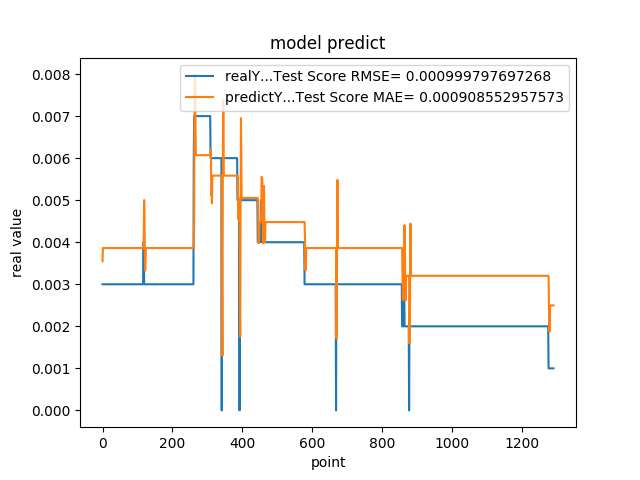 model predict
realY...Test Score RMSE= 0.000999797697268
predictY...Test Score MAE= 0.000908552957573
real value
0.008
0.007
0.006
0.005
0.004
0.003
0.002
0.001
0.000
0 200 400 600 800 1000 1200
point